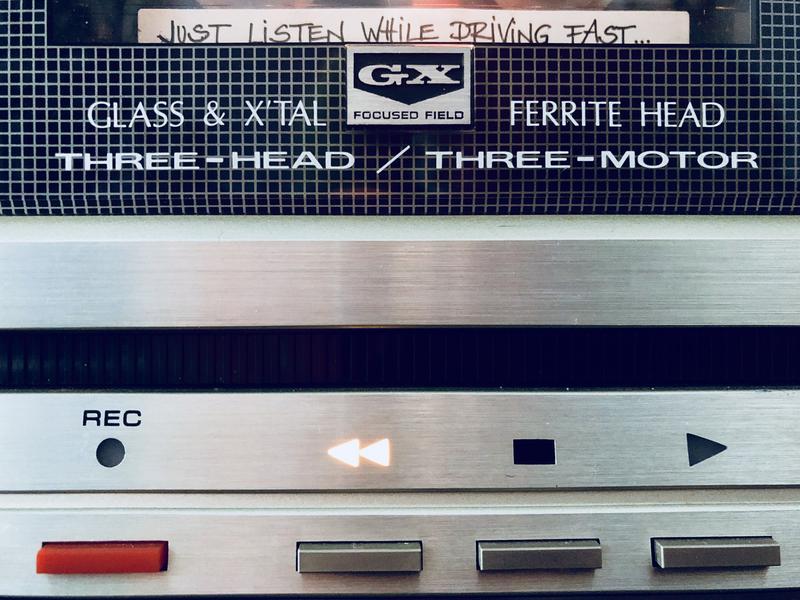 JUST LISTEN WHILE DRIVING FAST...
GX
FOCUSED FIELD
GLASS & X'TAL FERRITE HEAD
THREE-HEAD / THREE-MOTOR
REC